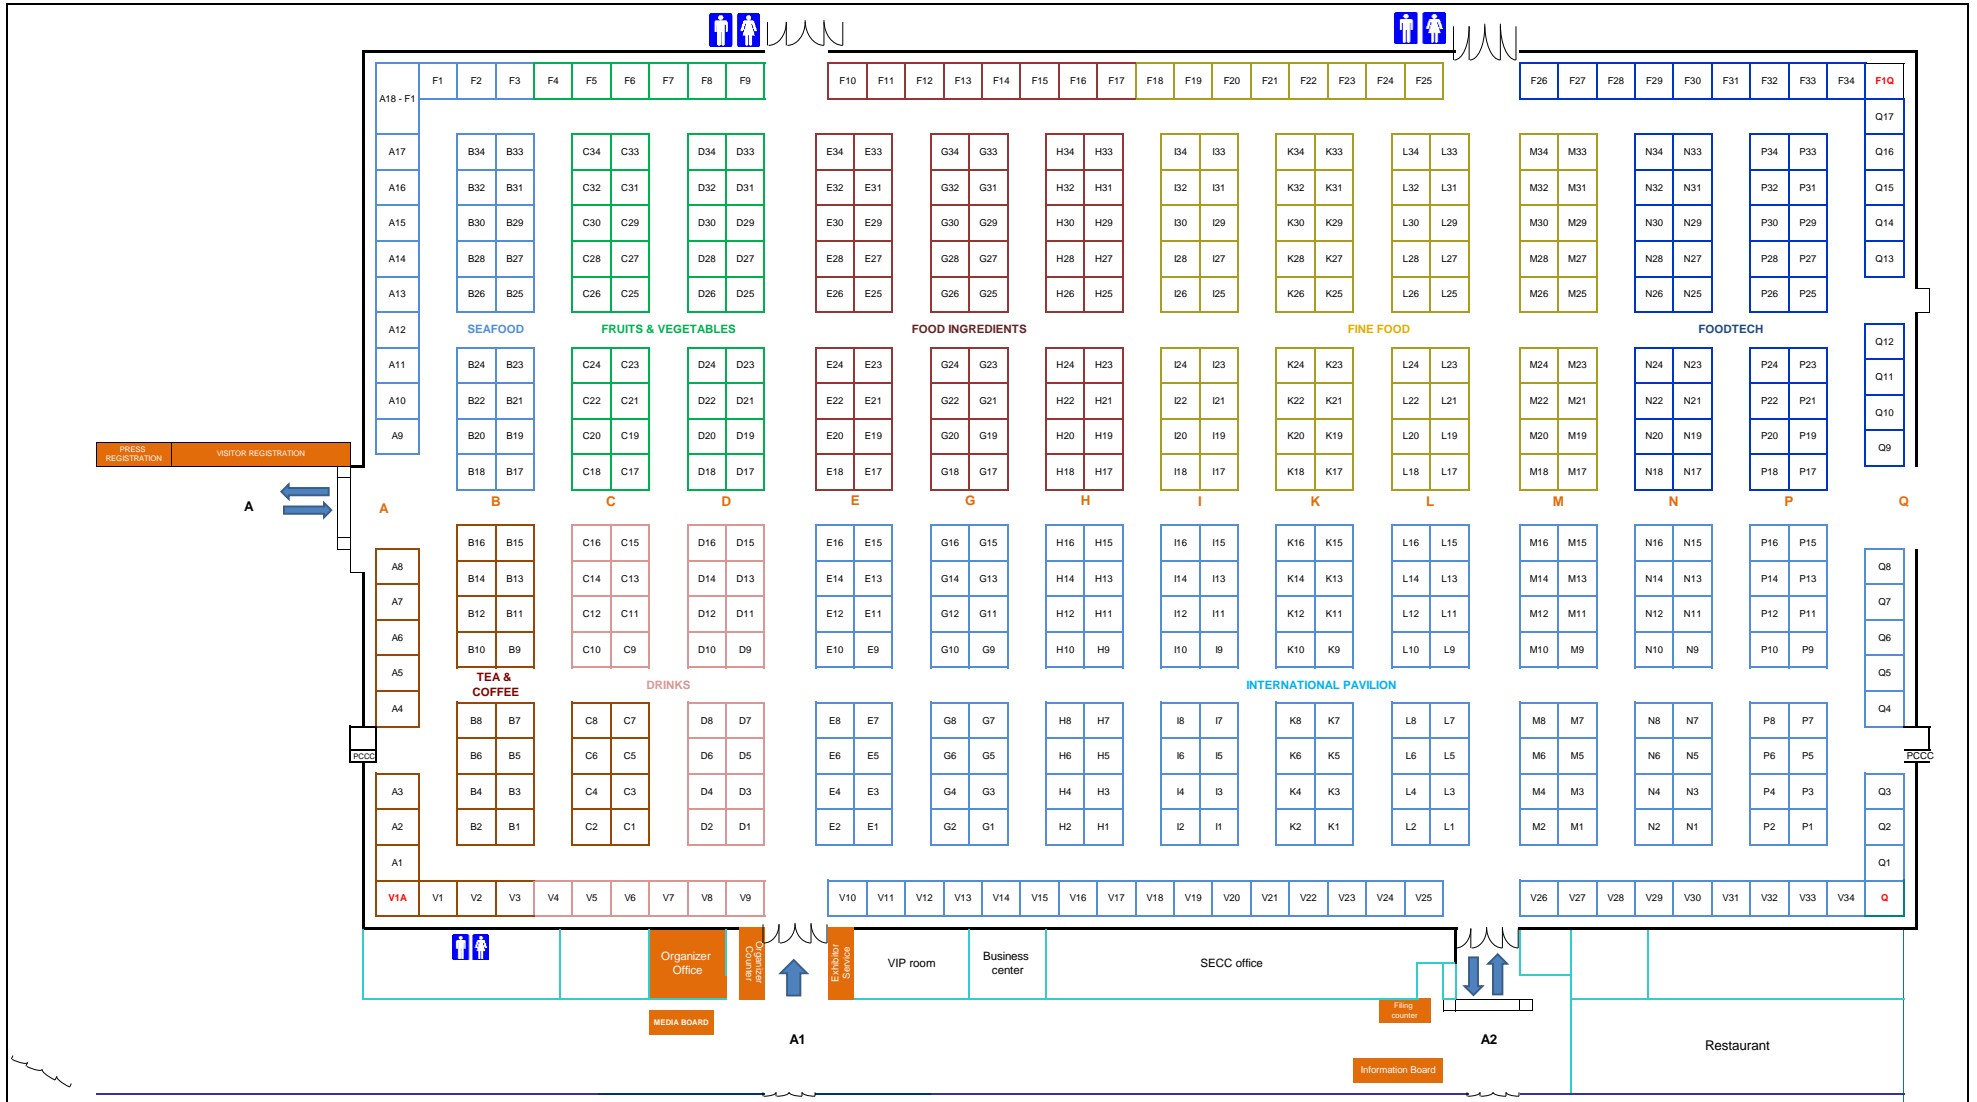 F1 F2 F3 F4 F5 F6 F7 F8 F9 F10 F11 F12 F13 F14 F15 F16 F17 F18 F19 F20 F21 F22 F23 F24 F25 F26 F27 F28 F29 F30 F31 F32 F33 F34 F1Q
A18 - F1
Q17
A17 B34 B33 C34 C33 D34 D33 E34 E33 G34 G33 H34 H33 I34 I33 K34 K33 L34 L33 M34 M33 N34 N33 P34 P33 Q16
A16 B32 B31 C32 C31 D32 D31 E32 E31 G32 G31 H32 H31 I32 I31 K32 K31 L32 L31 M32 M31 N32 N31 P32 P31 Q15
A15 B30 B29 C30 C29 D30 D29 E30 E29 G30 G29 H30 H29 I30 I29 K30 K29 L30 L29 M30 M29 N30 N29 P30 P29 Q14
A14 B28 B27 C28 C27 D28 D27 E28 E27 G28 G27 H28 H27 I28 I27 K28 K27 L28 L27 M28 M27 N28 N27 P28 P27 Q13
A13 B26 B25 C26 C25 D26 D25 E26 E25 G26 G25 H26 H25 I26 I25 K26 K25 L26 L25 M26 M25 N26 N25 P26 P25
A12 SEAFOOD FRUITS & VEGETABLES FOOD INGREDIENTS FINE FOOD FOODTECH
Q12
A11 B24 B23 C24 C23 D24 D23 E24 E23 G24 G23 H24 H23 I24 I23 K24 K23 L24 L23 M24 M23 N24 N23 P24 P23
Q11
A10 B22 B21 C22 C21 D22 D21 E22 E21 G22 G21 H22 H21 I22 I21 K22 K21 L22 L21 M22 M21 N22 N21 P22 P21
Q10
A9 B20 B19 C20 C19 D20 D19 E20 E19 G20 G19 H20 H19 I20 I19 K20 K19 L20 L19 M20 M19 N20 N19 P20 P19
Q9
PRESS
REGISTRATION
VISITOR REGISTRATION
B18 B17 C18 C17 D18 D17 E18 E17 G18 G17 H18 H17 I18 I17 K18 K17 L18 L17 M18 M17 N18 N17 P18 P17
A A B C D E G H I K L M N P Q
B16 B15 C16 C15 D16 D15 E16 E15 G16 G15 H16 H15 I16 I15 K16 K15 L16 L15 M16 M15 N16 N15 P16 P15
A8 Q8
B14 B13 C14 C13 D14 D13 E14 E13 G14 G13 H14 H13 I14 I13 K14 K13 L14 L13 M14 M13 N14 N13 P14 P13
A7 Q7
B12 B11 C12 C11 D12 D11 E12 E11 G12 G11 H12 H11 I12 I11 K12 K11 L12 L11 M12 M11 N12 N11 P12 P11
A6 Q6
B10 B9 C10 C9 D10 D9 E10 E9 G10 G9 H10 H9 I10 I9 K10 K9 L10 L9 M10 M9 N10 N9 P10 P9
A5 Q5
TEA &
COFFEE
DRINKS INTERNATIONAL PAVILION
A4 Q4
B8 B7 C8 C7 D8 D7 E8 E7 G8 G7 H8 H7 I8 I7 K8 K7 L8 L7 M8 M7 N8 N7 P8 P7
PCCC B6 B5 C6 C5 D6 D5 E6 E5 G6 G5 H6 H5 I6 I5 K6 K5 L6 L5 M6 M5 N6 N5 P6 P5 PCCC
A3 B4 B3 C4 C3 D4 D3 E4 E3 G4 G3 H4 H3 I4 I3 K4 K3 L4 L3 M4 M3 N4 N3 P4 P3 Q3
A2 B2 B1 C2 C1 D2 D1 E2 E1 G2 G1 H2 H1 I2 I1 K2 K1 L2 L1 M2 M1 N2 N1 P2 P1 Q2
A1 Q1
V1A V1 V2 V3 V4 V5 V6 V7 V8 V9 V10 V11 V12 V13 V14 V15 V16 V17 V18 V19 V20 V21 V22 V23 V24 V25 V26 V27 V28 V29 V30 V31 V32 V33 V34 Q
Organizer
Office
Organizer
Counter
Exhibitor
Service
VIP room
Business
center
SECC office
Filing
counter
MEDIA BOARD
A1
A2
Restaurant
Information Board